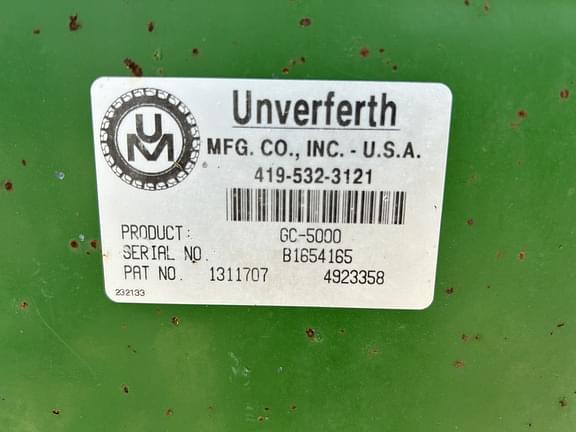 UM
Unverferth
MFG. CO., INC. - U.S.A.
®
419-532-3121
PRODUCT: GC-5000
SERIAL NO. B1654165
PAT NO. 1311707 4923358
232133